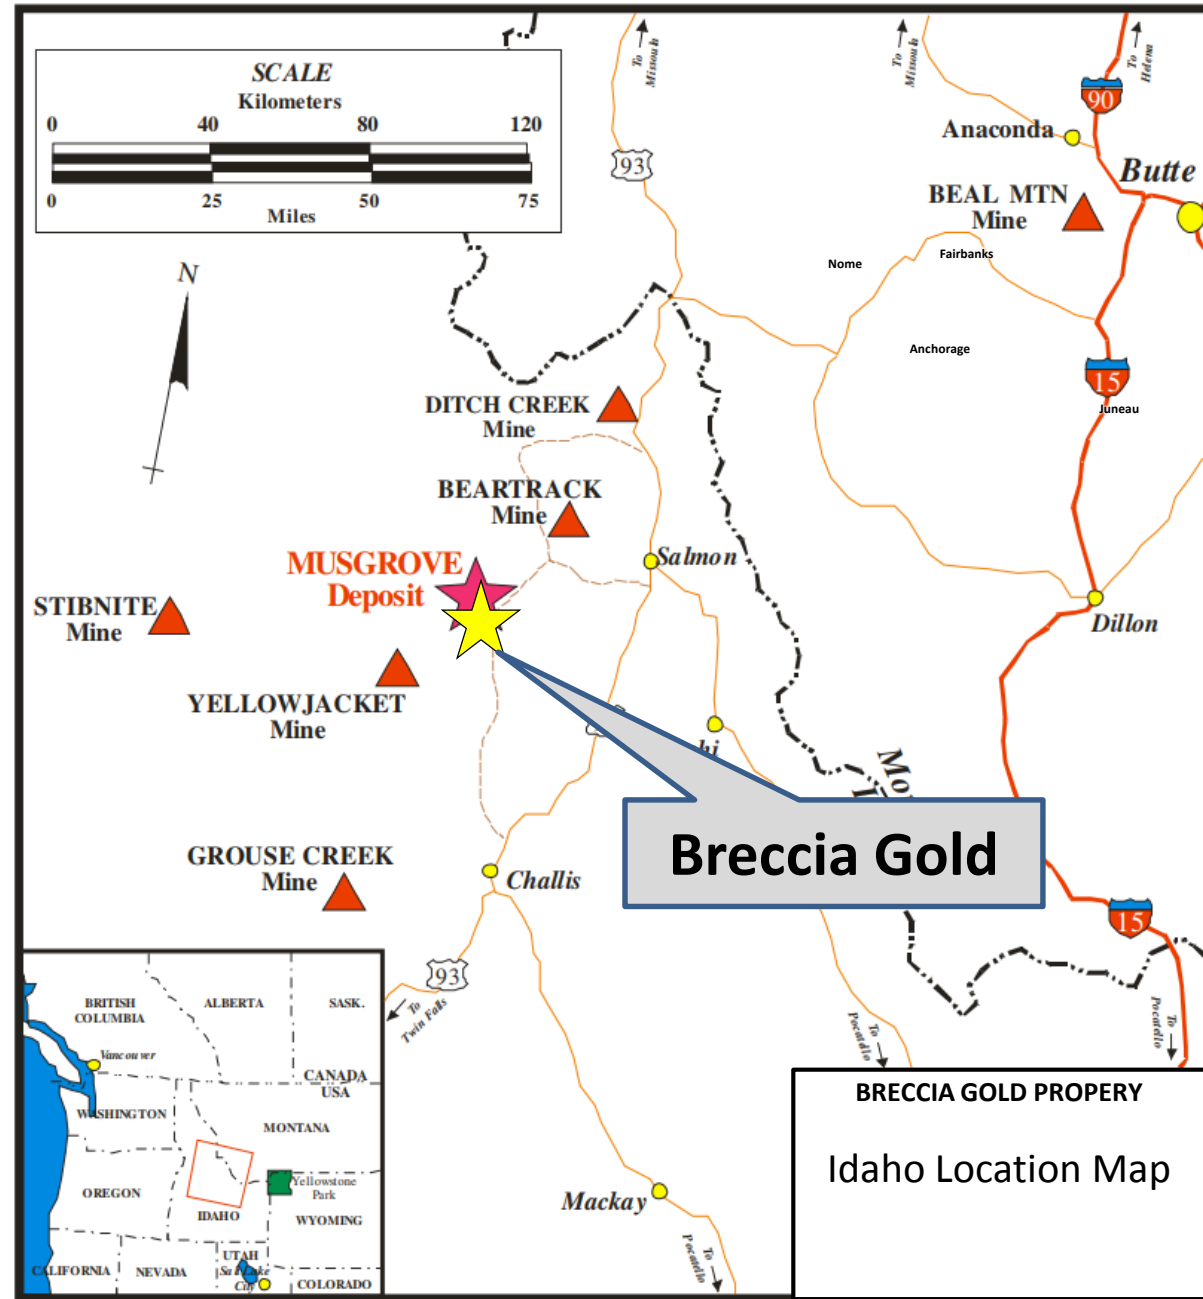 SCALE
Kilometers
0 40 80 120
0 25 50 75
Miles
N
To
Missoula
To
Missoula
To
Helena
93
90
Anaconda
Butte
BEAL MTN
Mine
Nome
Fairbanks
Anchorage
15
Juneau
DITCH CREEK
Mine
BEARTRACK
Mine
Salmon
MUSGROVE
Deposit
STIBNITE
Mine
Dillon
YELLOWJACKET
Mine
Breccia Gold
GROUSE CREEK
Mine
Challis
15
93
To
Twin Falls
To
Pocatello
To
Pocatello
To
Pocatello
Mackay
BRITISH
COLUMBIA
ALBERTA
SASK.
Vancouver
CANADA
USA
WASHINGTON
MONTANA
OREGON
Yellowstone
Park
IDAHO
WYOMING
UTAH
Salt Lake
City
CALIFORNIA
NEVADA
COLORADO
BRECCIA GOLD PROPERY
Idaho Location Map